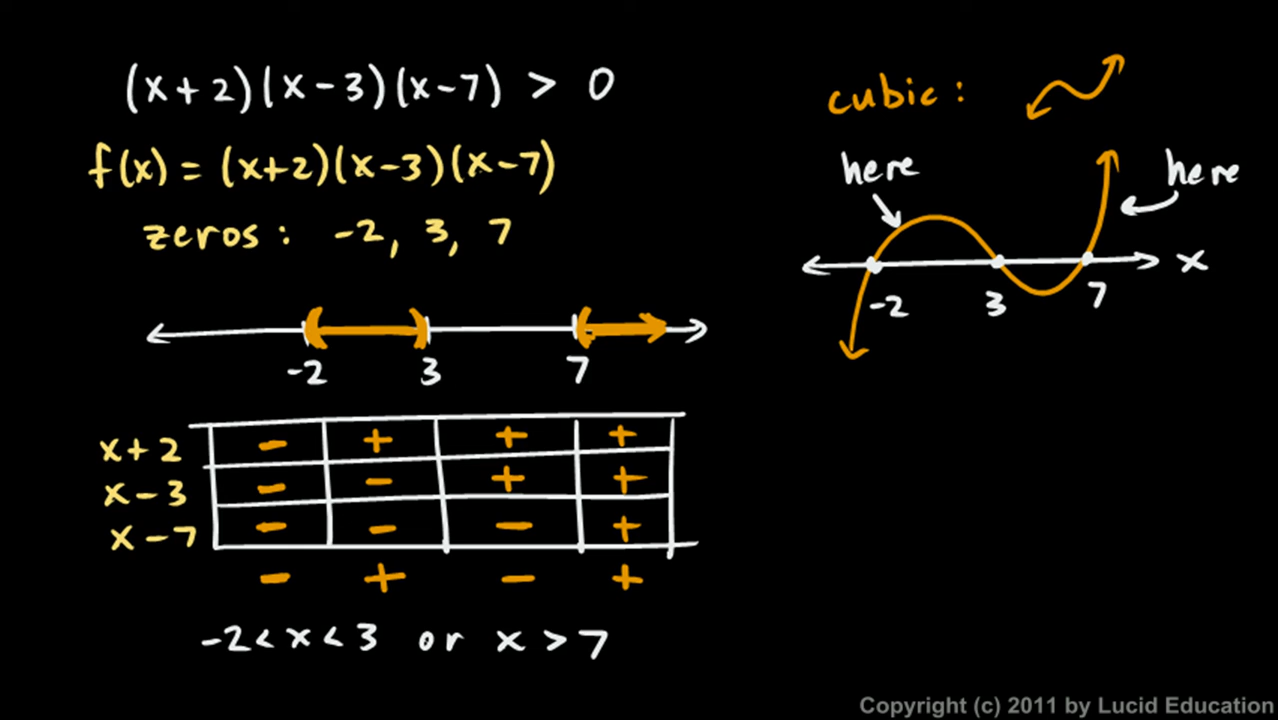 (x+2)(x-3)(x-7) > 0
f(x) = (x+2)(x-3)(x-7)
zeros: -2, 3, 7
-2 3 7
x+2 - + + +
x-3 - - + +
x-7 - - - +
- + - +
-2<x<3 or x>7
cubic:
here here
x
-2 3 7
Copyright (c) 2011 by Lucid Education